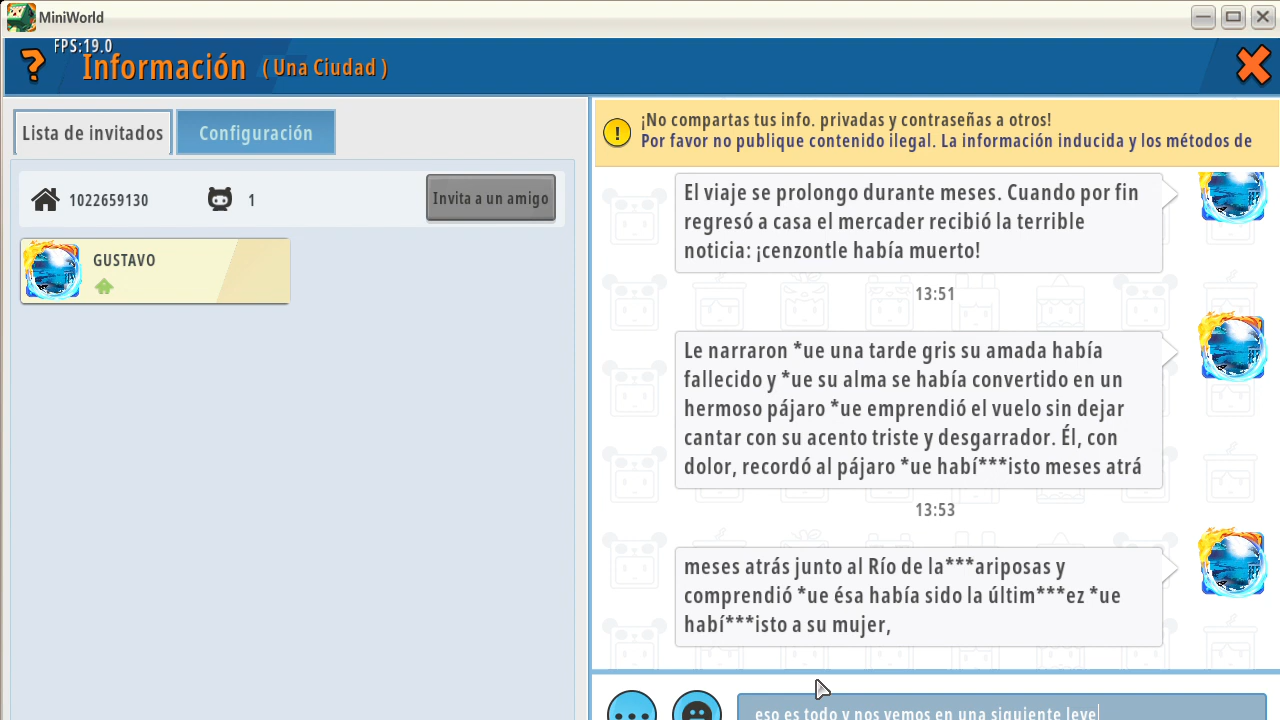 MiniWorld
FPS:19.0
Información (Una Ciudad)
Lista de invitados
Configuración
1022659130
1
Invita a un amigo
GUSTAVO
¡No compartas tus info. privadas y contraseñas a otros!
Por favor no publique contenido ilegal. La información inducida y los métodos de
El viaje se prolongo durante meses. Cuando por fin
regresó a casa el mercader recibió la terrible
noticia: ¡cenzontle había muerto!
13:51
Le narraron *ue una tarde gris su amada había
fallecido y *ue su alma se había convertido en un
hermoso pájaro *ue emprendió el vuelo sin dejar
cantar con su acento triste y desgarrador. Él, con
dolor, recordó al pájaro *ue habí***isto meses atrá
13:53
meses atrás junto al Río de la***ariposas y
comprendió *ue ésa había sido la últim***ez *ue
habí***isto a su mujer,
eso es todo y nos vemos en una siguiente leye